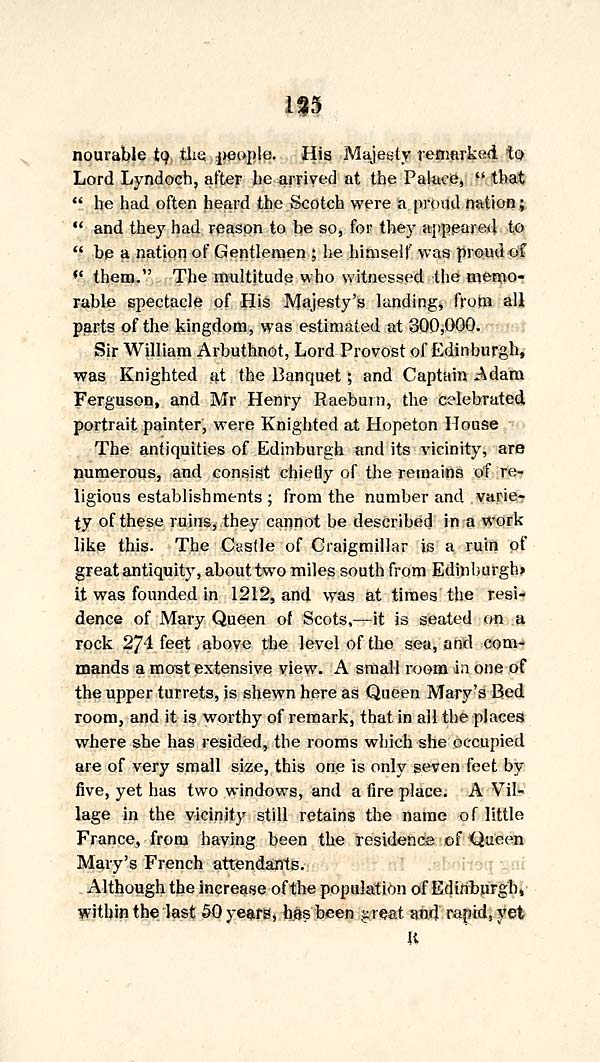 125
nourable to the people. His Majesty remarked to
Lord Lyndoch, after he arrived at the Palace, “ that
“ he had often heard the Scotch were a proud nation ;
“ and they had reason to be so, for they appeared to
“ be a nation of Gentlemen ; he himself was proud of
“ them.” The multitude who witnessed the memo-
rable spectacle of His Majesty’s landing, from all
parts of the kingdom, was estimated at 300,000.
Sir William Arbuthnot, Lord Provost of Edinburgh,
was Knighted at the Banquet ; and Captain Adam
Ferguson, and Mr Henry Raeburn, the celebrated
portrait painter, were Knighted at Hopeton House
The antiquities of Edinburgh and its vicinity, are
numerous, and consist chiefly of the remains of re-
ligious establishments ; from the number and varie-
ty of these ruins, they cannot be described in a work
like this. The Castle of Craigmillar is a ruin of
great antiquity, about two miles south from Edinburgh,
it was founded in 1212, and was at times the resi-
dence of Mary Queen of Scots,—it is seated on a
rock 274 feet above the level of the sea, and com-
mands a most extensive view. A small room in one of
the upper turrets, is shewn here as Queen Mary’s Bed
room, and it is worthy of remark, that in all the places
where she has resided, the rooms which she occupied
are of very small size, this one is only seven feet by
five, yet has two windows, and a fire place. A Vil-
lage in the vicinity still retains the name of little
France, from having been the residence of Queen
Mary’s French attendants.
Although the increase of the population of Edinburgh,
within the last 50 years, has been great and rapid, yet
R